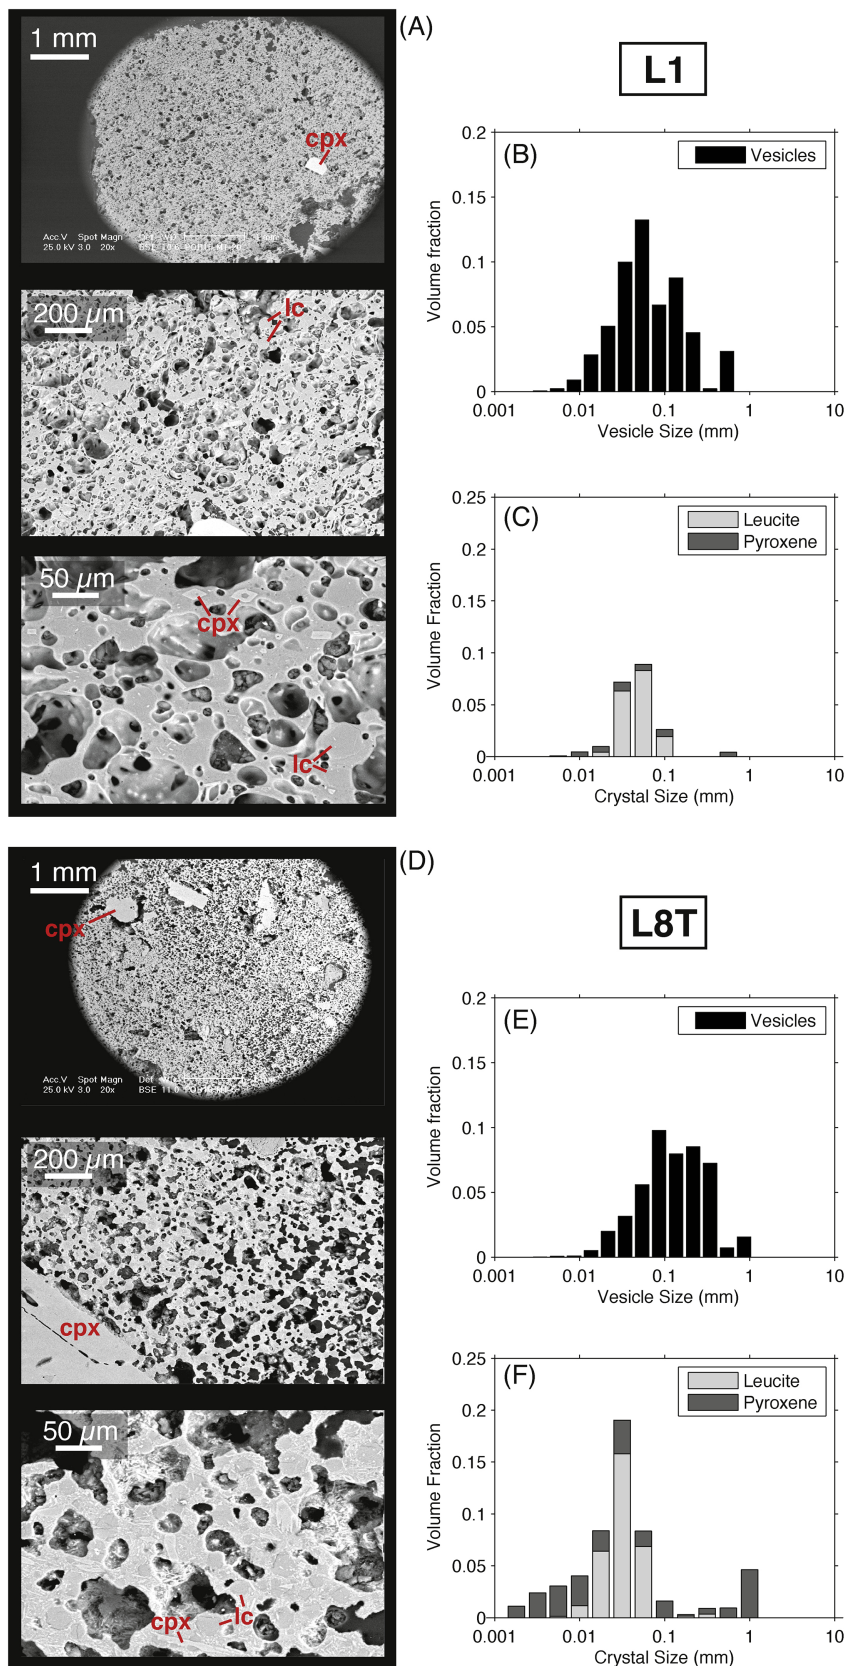 (A)
1 mm
cpx
Acc.V Spot Magn
25.0 kV 3.0 20x
200 µm
lc
50 µm
cpx
lc
L1
(B)
Vesicles
0.2
0.15
0.1
0.05
0
Volume fraction
0.001 0.01 0.1 1 10
Vesicle Size (mm)
(C)
Leucite
Pyroxene
0.25
0.2
0.15
0.1
0.05
0
Volume Fraction
0.001 0.01 0.1 1 10
Crystal Size (mm)
(D)
1 mm
cpx
Acc.V Spot Magn
25.0 kV 3.0 20x
200 µm
cpx
50 µm
cpx
lc
L8T
(E)
Vesicles
0.2
0.15
0.1
0.05
0
Volume fraction
0.001 0.01 0.1 1 10
Vesicle Size (mm)
(F)
Leucite
Pyroxene
0.25
0.2
0.15
0.1
0.05
0
Volume Fraction
0.001 0.01 0.1 1 10
Crystal Size (mm)